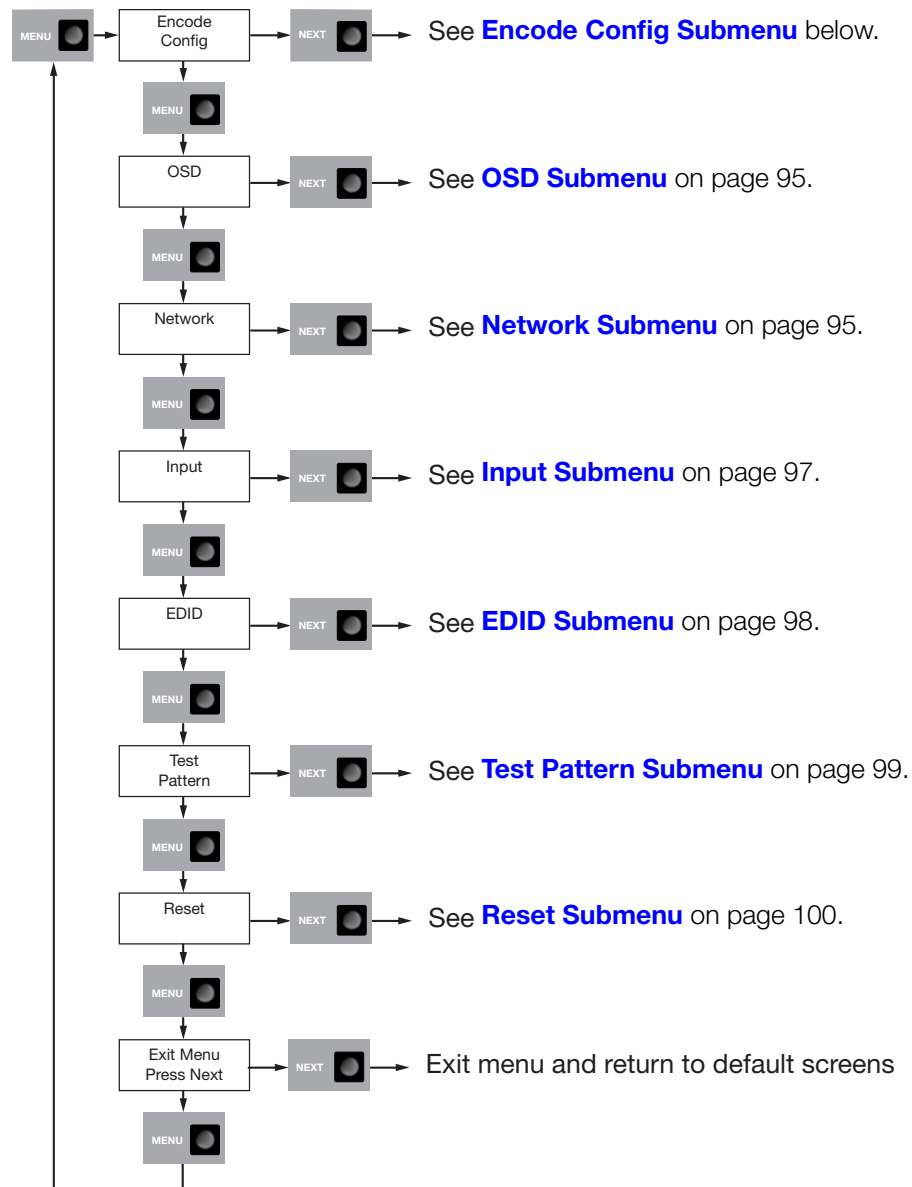 MENU
Encode
Config
NEXT
See Encode Config Submenu below.
MENU
OSD
NEXT
See OSD Submenu on page 95.
MENU
Network
NEXT
See Network Submenu on page 95.
MENU
Input
NEXT
See Input Submenu on page 97.
MENU
EDID
NEXT
See EDID Submenu on page 98.
MENU
Test
Pattern
NEXT
See Test Pattern Submenu on page 99.
MENU
Reset
NEXT
See Reset Submenu on page 100.
MENU
Exit Menu
Press Next
NEXT
Exit menu and return to default screens
MENU